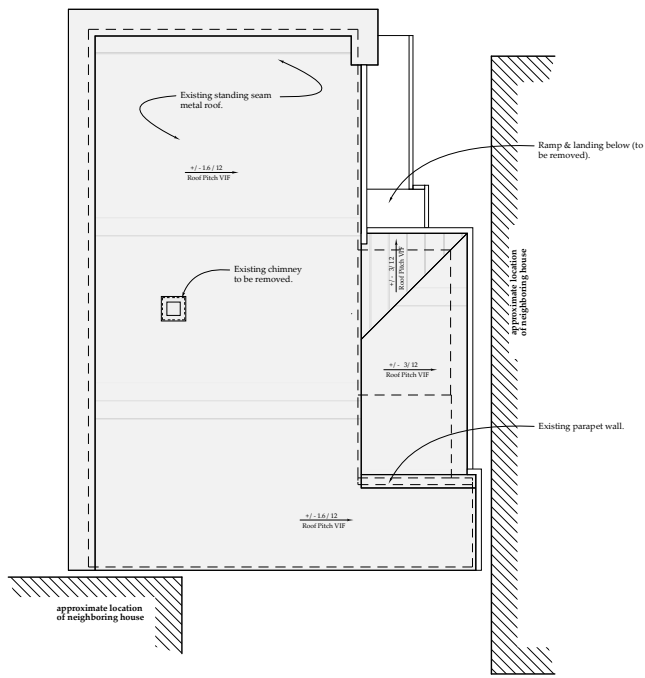 Existing standing seam
metal roof.
Ramp & landing below (to
be removed).
+/- 1.6 / 12
Roof Pitch VIF
+/- 3/ 12
Roof Pitch VIF
Existing chimney
to be removed.
approximate location
of neighboring house
+/- 3/ 12
Roof Pitch VIF
Existing parapet wall.
+/- 1.6 / 12
Roof Pitch VIF
approximate location
of neighboring house